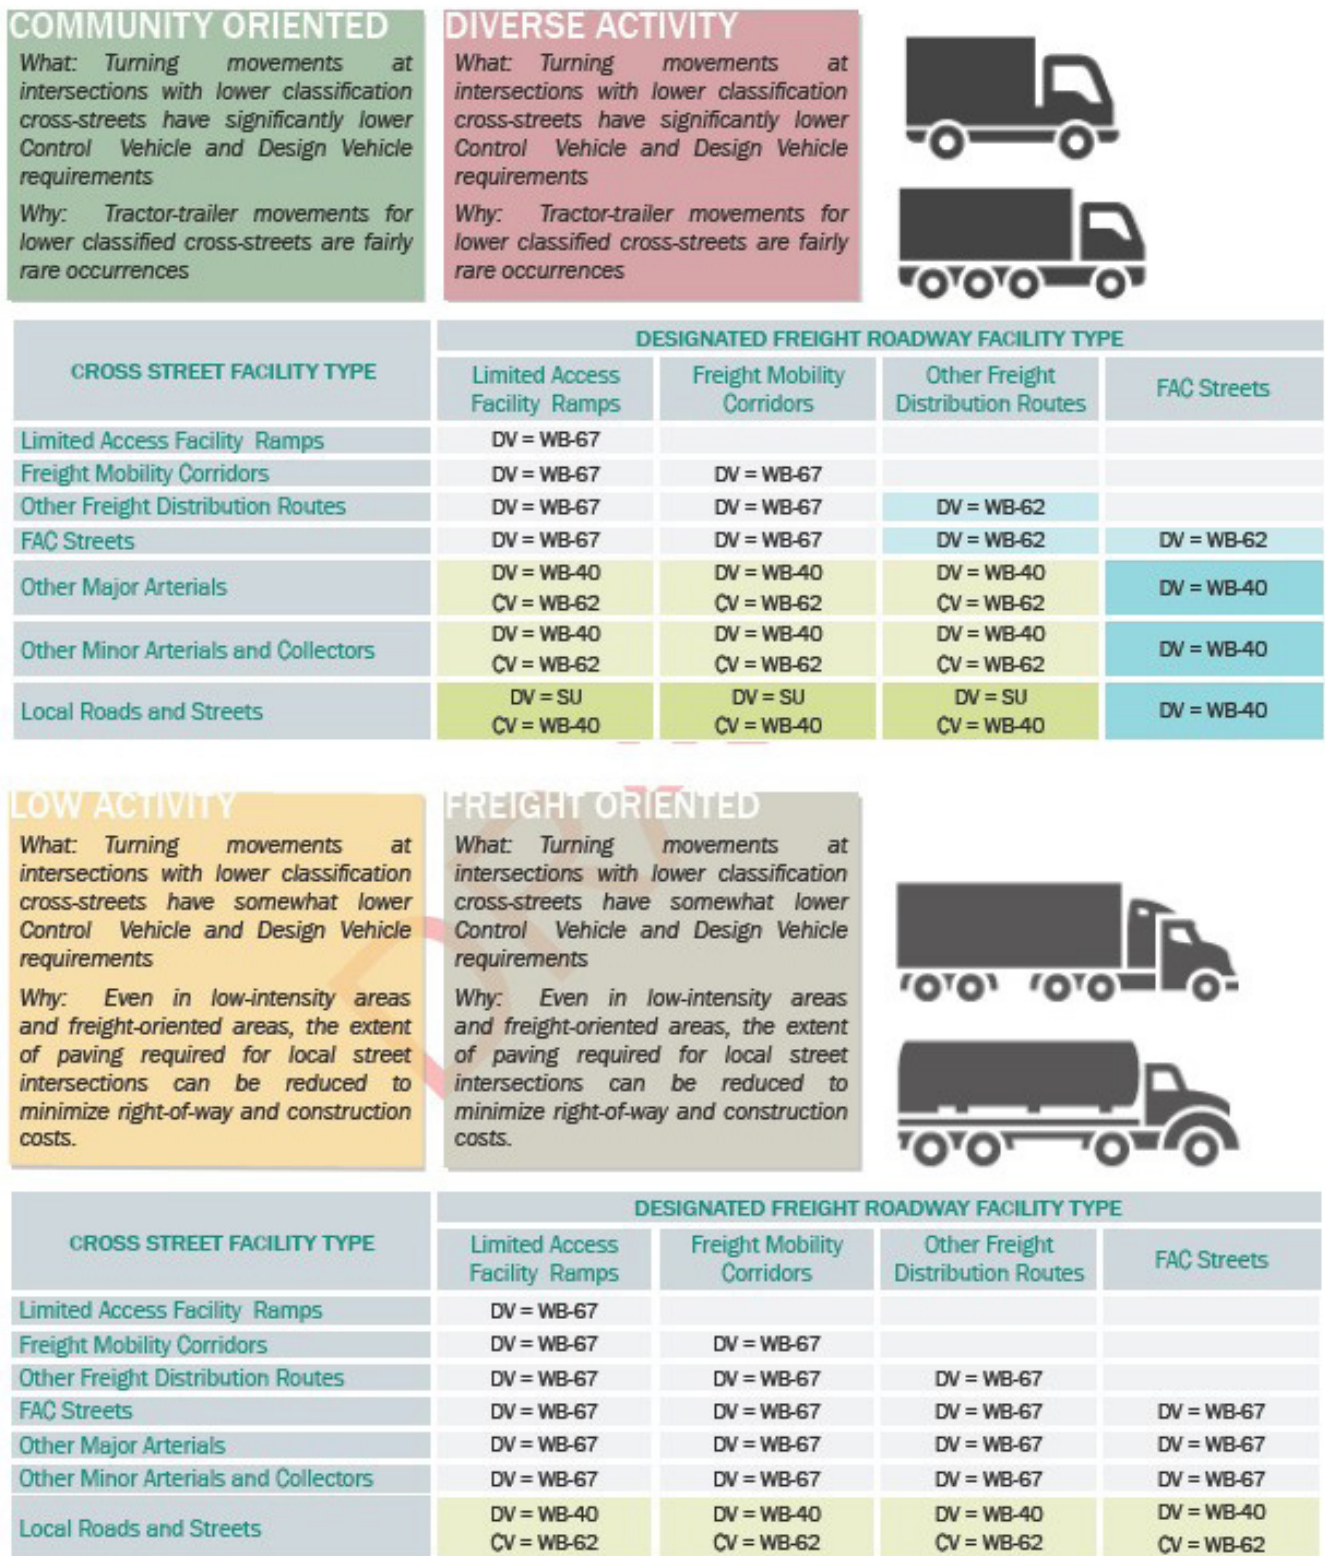 COMMUNITY ORIENTED
What: Turning movements at
intersections with lower classification
cross-streets have significantly lower
Control Vehicle and Design Vehicle
requirements
Why: Tractor-trailer movements for
lower classified cross-streets are fairly
rare occurrences
DIVERSE ACTIVITY
What: Turning movements at
intersections with lower classification
cross-streets have significantly lower
Control Vehicle and Design Vehicle
requirements
Why: Tractor-trailer movements for
lower classified cross-streets are fairly
rare occurrences
CROSS STREET FACILITY TYPE
DESIGNATED FREIGHT ROADWAY FACILITY TYPE
Limited Access
Facility Ramps
Freight Mobility
Corridors
Other Freight
Distribution Routes
FAC Streets
Limited Access Facility Ramps DV = WB-67
Freight Mobility Corridors DV = WB-67 DV = WB-67
Other Freight Distribution Routes DV = WB-67 DV = WB-67 DV = WB-62
FAC Streets DV = WB-67 DV = WB-67 DV = WB-62 DV = WB-62
Other Major Arterials
DV = WB-40 DV = WB-40 DV = WB-40
CV = WB-62 CV = WB-62 CV = WB-62
DV = WB-40
Other Minor Arterials and Collectors
DV = WB-40 DV = WB-40 DV = WB-40
CV = WB-62 CV = WB-62 CV = WB-62
DV = WB-40
Local Roads and Streets
DV = SU DV = SU DV = SU
CV = WB-40 CV = WB-40 CV = WB-40
DV = WB-40
LOW ACTIVITY
What: Turning movements at
intersections with lower classification
cross-streets have somewhat lower
Control Vehicle and Design Vehicle
requirements
Why: Even in low-intensity areas
and freight-oriented areas, the extent
of paving required for local street
intersections can be reduced to
minimize right-of-way and construction
costs.
FREIGHT ORIENTED
What: Turning movements at
intersections with lower classification
cross-streets have somewhat lower
Control Vehicle and Design Vehicle
requirements
Why: Even in low-intensity areas
and freight-oriented areas, the extent
of paving required for local street
intersections can be reduced to
minimize right-of-way and construction
costs.
CROSS STREET FACILITY TYPE
DESIGNATED FREIGHT ROADWAY FACILITY TYPE
Limited Access
Facility Ramps
Freight Mobility
Corridors
Other Freight
Distribution Routes
FAC Streets
Limited Access Facility Ramps DV = WB-67
Freight Mobility Corridors DV = WB-67 DV = WB-67
Other Freight Distribution Routes DV = WB-67 DV = WB-67 DV = WB-67
FAC Streets DV = WB-67 DV = WB-67 DV = WB-67 DV = WB-67
Other Major Arterials DV = WB-67 DV = WB-67 DV = WB-67 DV = WB-67
Other Minor Arterials and Collectors DV = WB-67 DV = WB-67 DV = WB-67 DV = WB-67
Local Roads and Streets
DV = WB-40 DV = WB-40 DV = WB-40 DV = WB-40
CV = WB-62 CV = WB-62 CV = WB-62 CV = WB-62